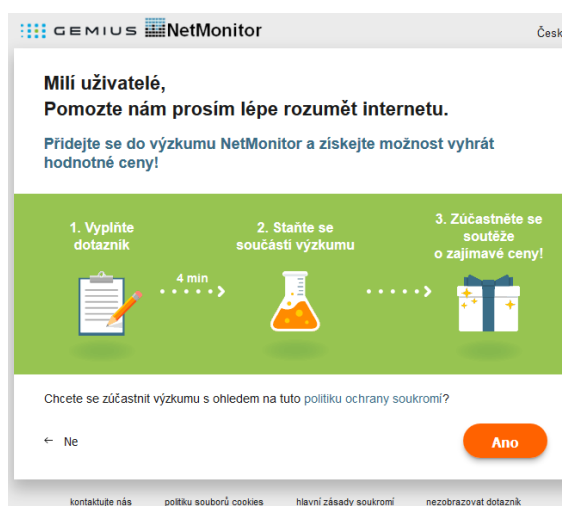 GEMIUS NetMonitor
Česk
Milí uživatelé,
Pomozte nám prosím lépe rozumět internetu.
Přidejte se do výzkumu NetMonitor a získejte možnost vyhrát
hodnotné ceny!
1. Vyplňte
dotazník
4 min
2. Staňte se
součástí výzkumu
3. Zúčastněte se
soutěže
o zajímavé ceny!
Chcete se zúčastnit výzkumu s ohledem na tuto politiku ochrany soukromí?
← Ne
Ano
kontaktujte nás politiku souborů cookies hlavní zásady soukromí nezobrazovat dotazník